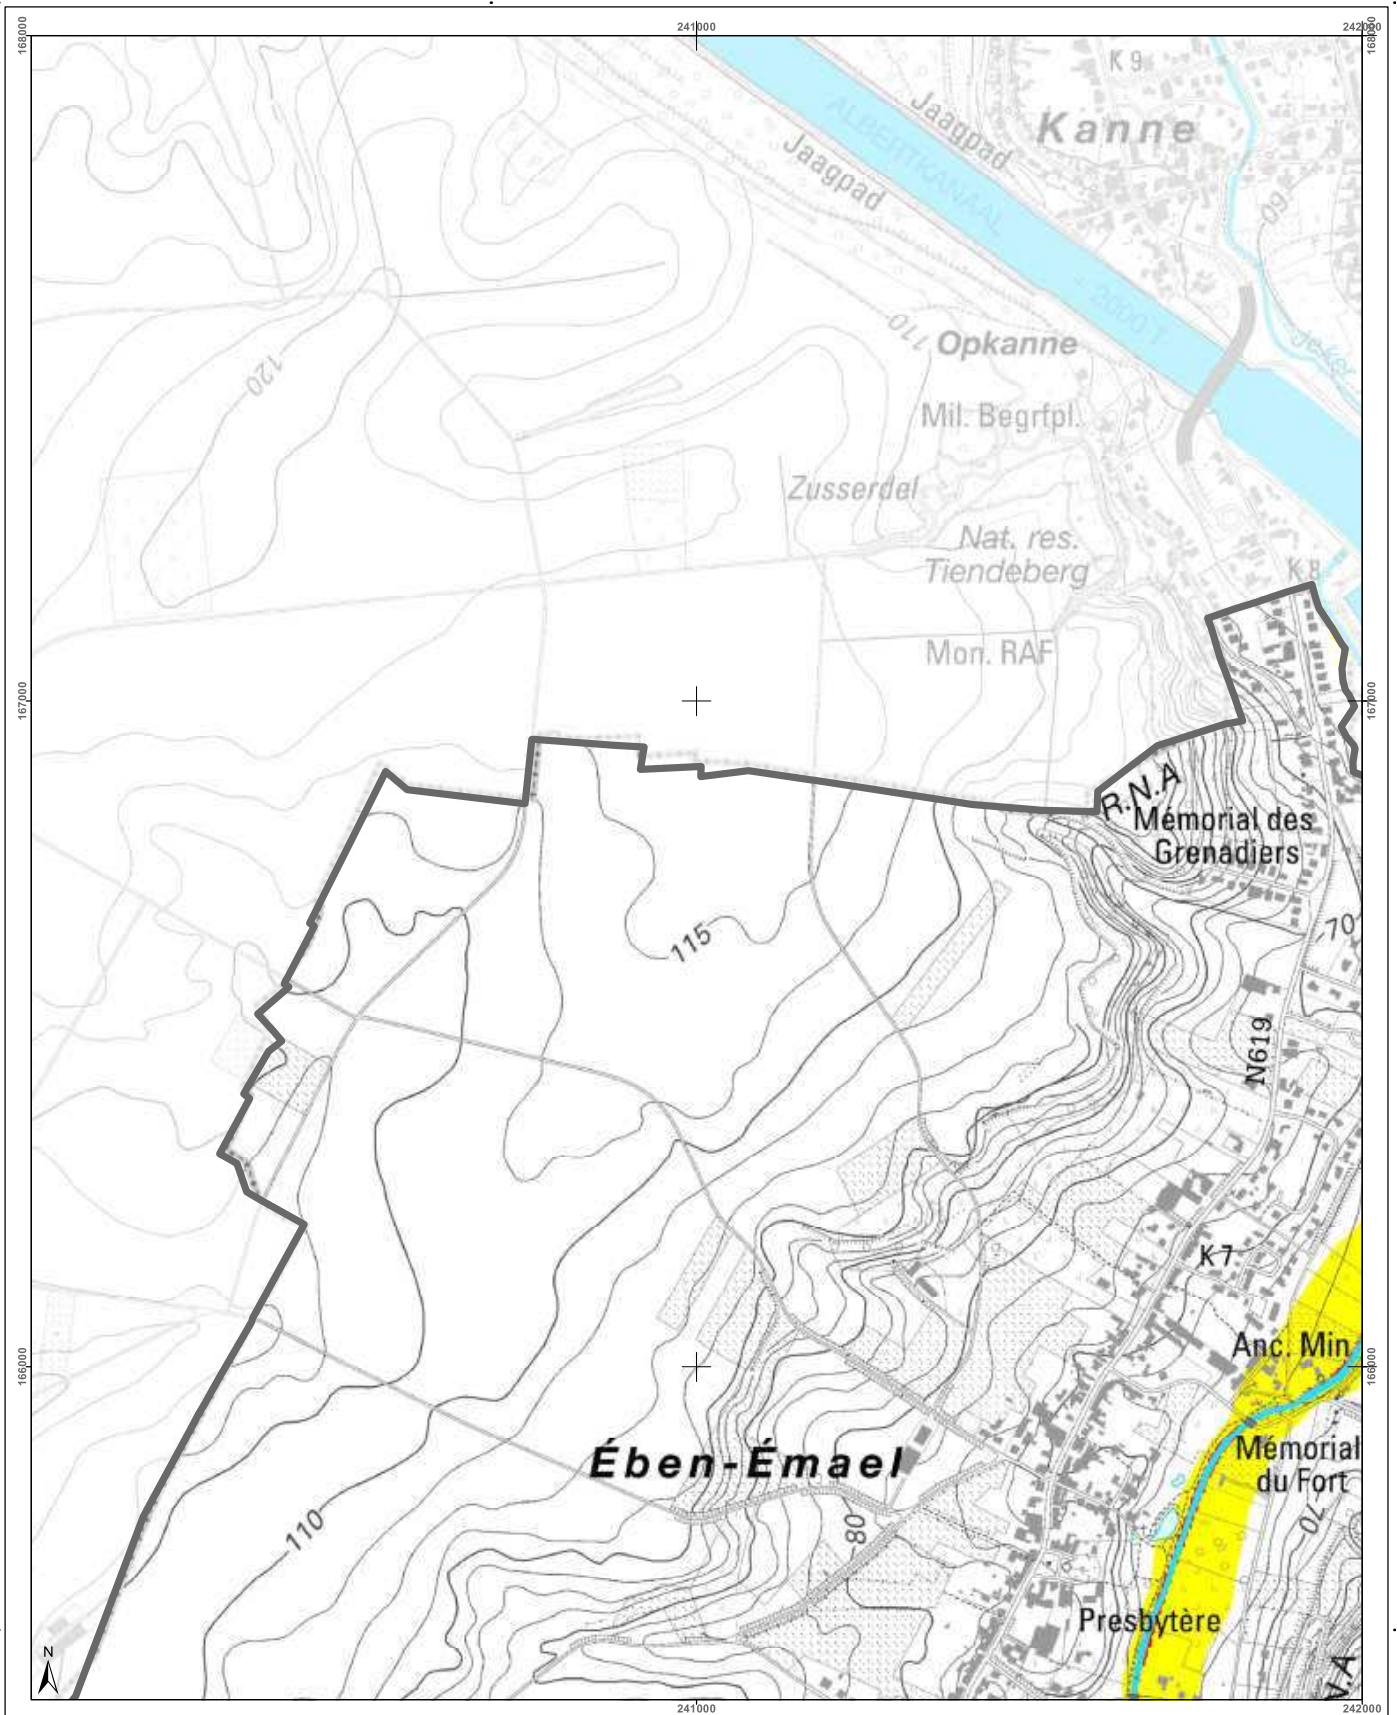 241000
242000
168000
168000
K 9
Kanne
Jaagpad
Jaagpad
ALBERTKANAAL
- 2000 T
60
Jeker
110
Opkanne
120
Mil. Begrfpl.
Zusserdel
Nat. res.
Tiendeberg
K 8
Mon. RAF
167000
167000
R.N.A
Mémorial des
Grenadiers
70
115
N619
K 7
Anc. Min
166000
166000
Ében-Émael
Mémorial
du Fort
70
110
80
Presbytère
N
V.A
241000
242000